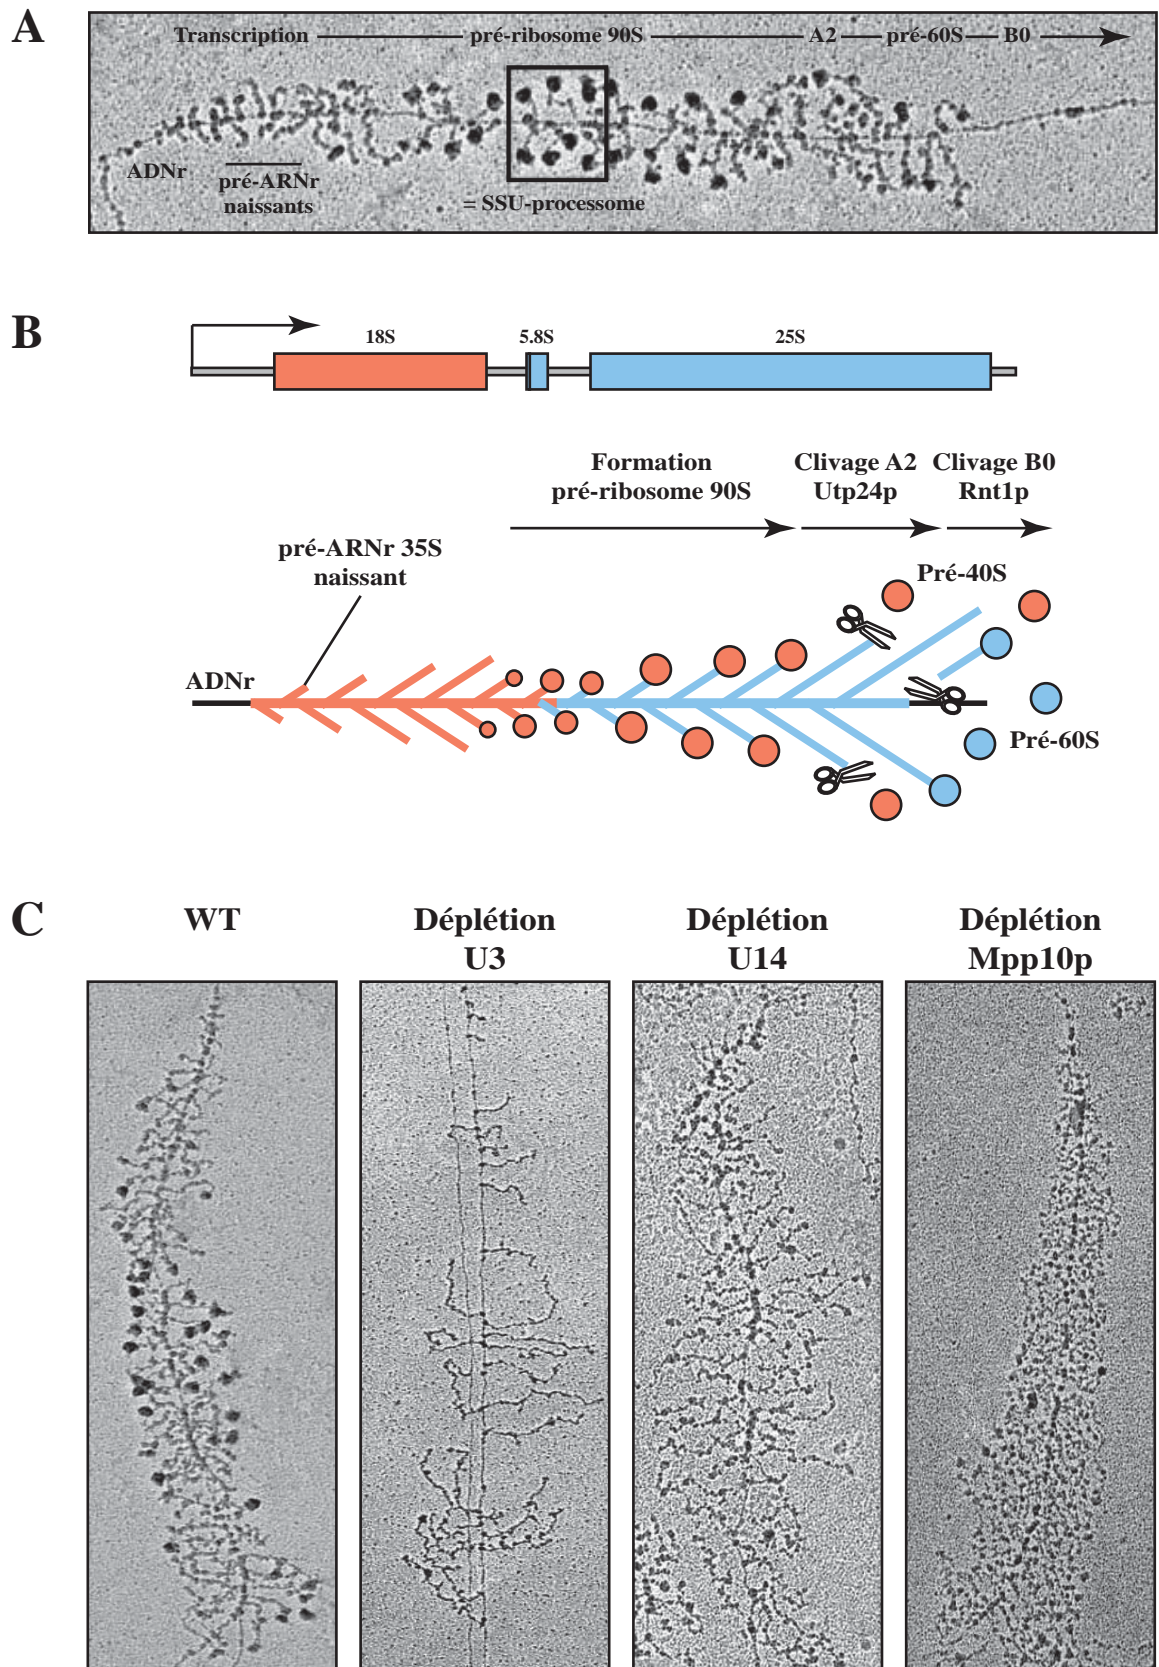 A
Transcription pré-ribosome 90S A2 pré-60S B0
ADNr
pré-ARNr
naissants
= SSU-processome
B
18S 5.8S 25S
Formation
pré-ribosome 90S
Clivage A2
Utp24p
Clivage B0
Rnt1p
pré-ARNr 35S
naissant
Pré-40S
ADNr
Pré-60S
C
WT
Déplétion
U3
Déplétion
U14
Déplétion
Mpp10p